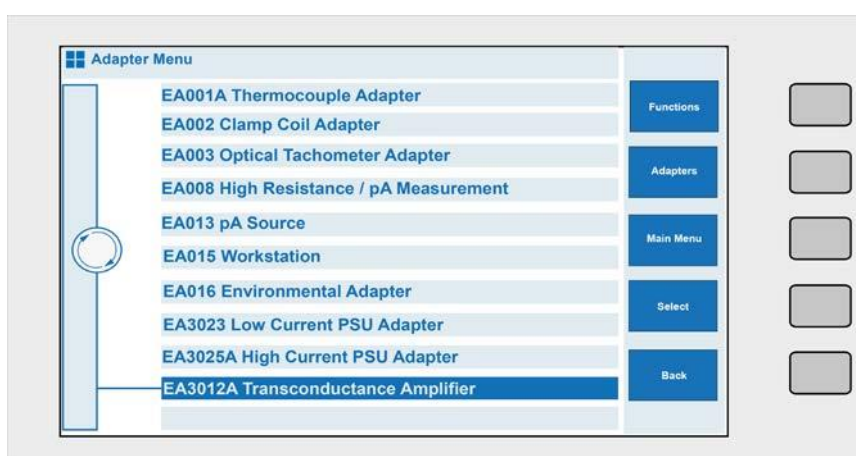 Adapter Menu
EA001A Thermocouple Adapter
EA002 Clamp Coil Adapter
EA003 Optical Tachometer Adapter
EA008 High Resistance / pA Measurement
EA013 pA Source
EA015 Workstation
EA016 Environmental Adapter
EA3023 Low Current PSU Adapter
EA3025A High Current PSU Adapter
EA3012A Transconductance Amplifier
Functions
Adapters
Main Menu
Select
Back